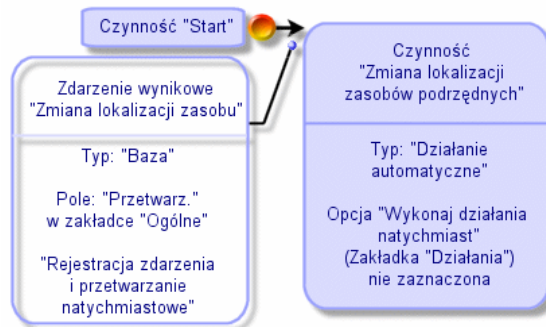 Czynność "Start"
Zdarzenie wynikowe
"Zmiana lokalizacji zasobu"
Typ: "Baza"
Pole: "Przetwarz."
w zakładce "Ogólne"
"Rejestracja zdarzenia
i przetwarzanie
natychmiastowe"
Czynność
"Zmiana lokalizacji
zasobów podrzędnych"
Typ: "Działanie
automatyczne"
Opcja "Wykonaj działania
natychmiast"
(Zakładka "Działania")
nie zaznaczona